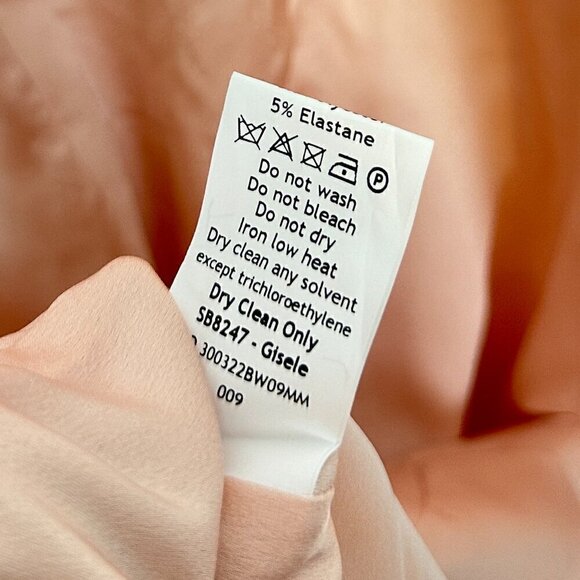 5% Elastane
P
Do not wash
Do not bleach
Do not dry
Iron low heat
Dry clean any solvent
except trichloroethylene
Dry Clean Only
SB8247 - Gisele
300322BW09MM
009